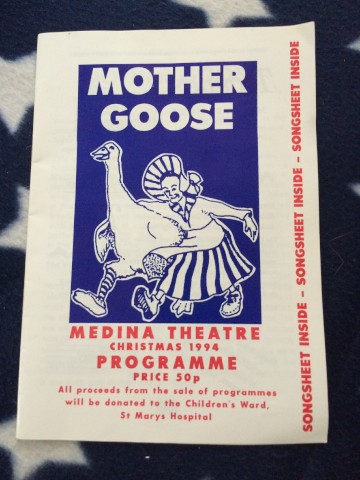 MOTHER
GOOSE
MEDINA THEATRE
CHRISTMAS 1994
PROGRAMME
PRICE 50p
All proceeds from the sale of programmes
will be donated to the Children's Ward,
St Marys Hospital
SONGSHEET INSIDE – SONGSHEET INSIDE – SONGSHEET INSIDE